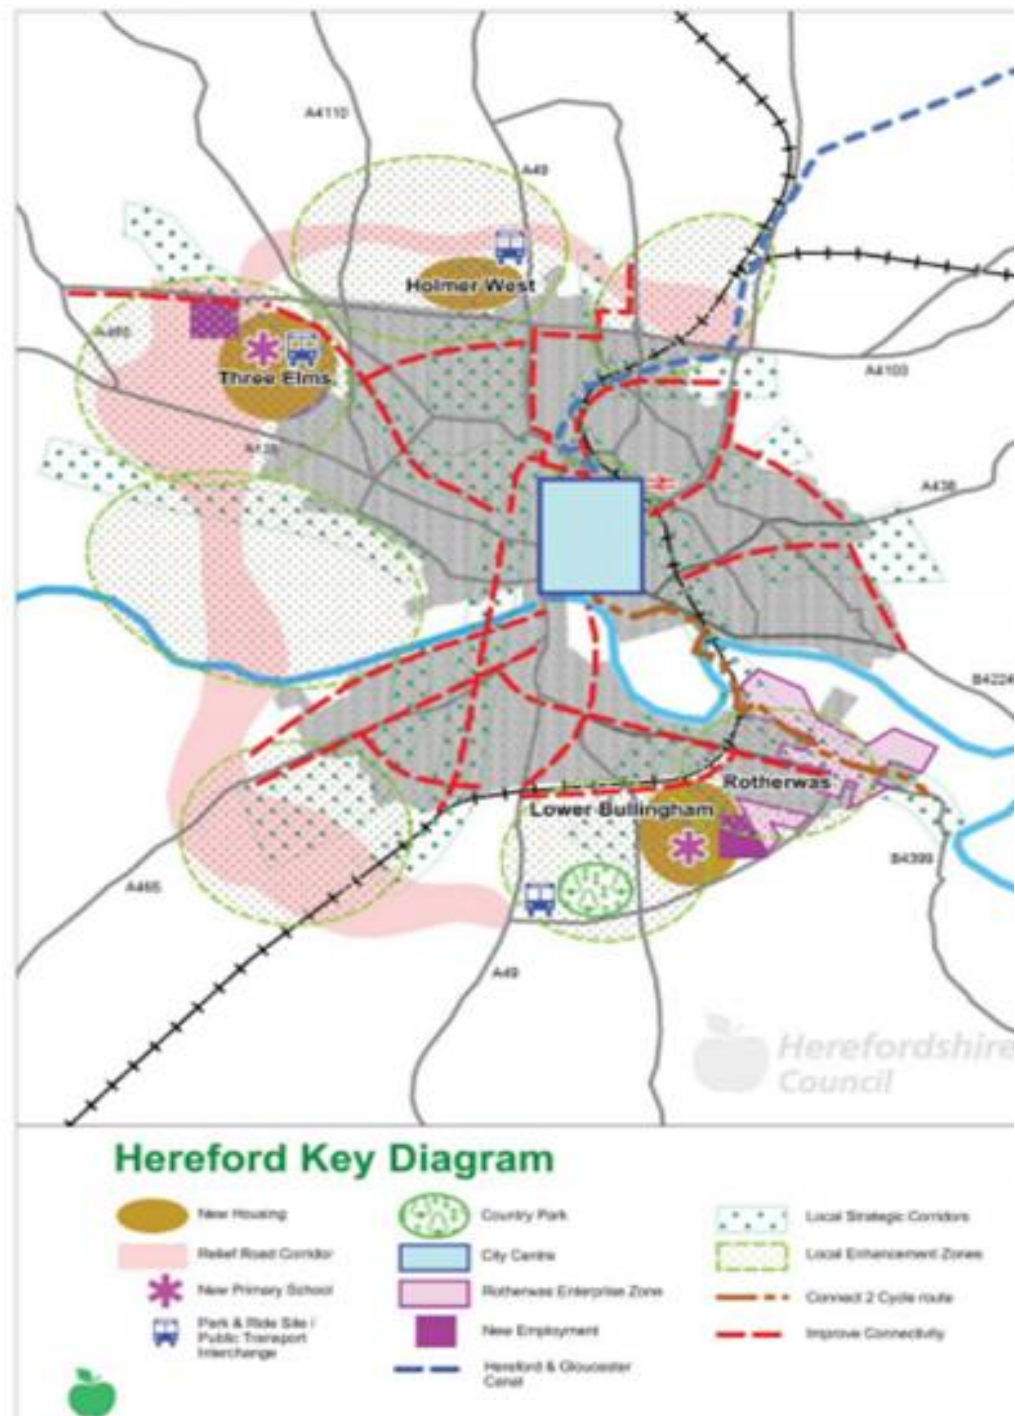 A4110
A49
Holmer West
A480
Three Elms
A4103
A438
A438
B4224
Rotherwas
Lower Bullingham
B4399
A465
A49
Herefordshire
Council
Hereford Key Diagram
New Housing
Relief Road Corridor
New Primary School
Park & Ride Site /
Public Transport
Interchange
Country Park
City Centre
Rotherwas Enterprise Zone
New Employment
Hereford & Gloucester
Canal
Local Strategic Corridors
Local Enhancement Zones
Connect 2 Cycle route
Improve Connectivity